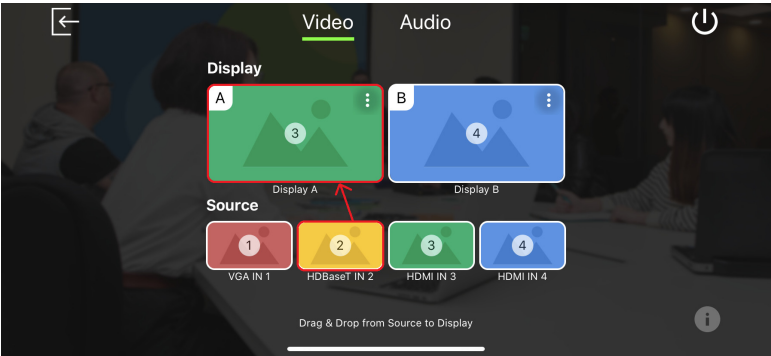 Video Audio
Display
A B
3 4
Display A Display B
Source
1 2 3 4
VGA IN 1 HDBaseT IN 2 HDMI IN 3 HDMI IN 4
Drag & Drop from Source to Display
i